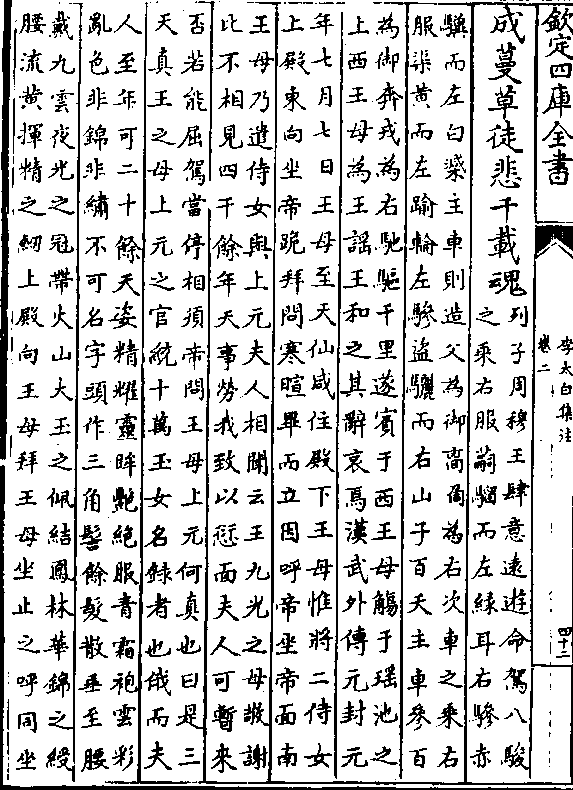 欽定四庫全書
李太白集注
卷二
四十二
成蔓草徒悲千載魂
列子周穆王肆意遠遊命駕八駿
之乘右服𦽊騮而左綠耳右驂赤
驥而左白𣚴主車則造父為御𠹉𠱷為右次車之乘右
服渠黃而左踰輪左驂盜驪而右山子百夭主車參百
為御奔戎為右馳驅千里遂賓于西王母觴于瑤池之
上西王母為王謡王和之其辭哀焉漢武外傳元封元
年七月七日王母至天仙咸住殿下王母惟將二侍女
上殿東向坐帝跪拜問寒暄畢而立因呼帝坐帝面南
王母乃遣侍女與上元夫人相聞云王九光之母敬謝
比不相見四千餘年天事勞我致以愆面夫人可暫來
否若能屈駕當停相須帝問王母上元何真也曰是三
天真王之母上元之官統十萬玉女名録者也俄而夫
人至年可二十餘天姿精耀靈眸艷絶服青霜袍雲彩
亂色非錦非繡不可名字頭作三角髻餘髮散垂至腰
戴九雲夜光之冠帶火山大玉之佩結鳳林華錦之綬
腰流黃揮精之劒上殿向王母拜王母坐止之呼同坐